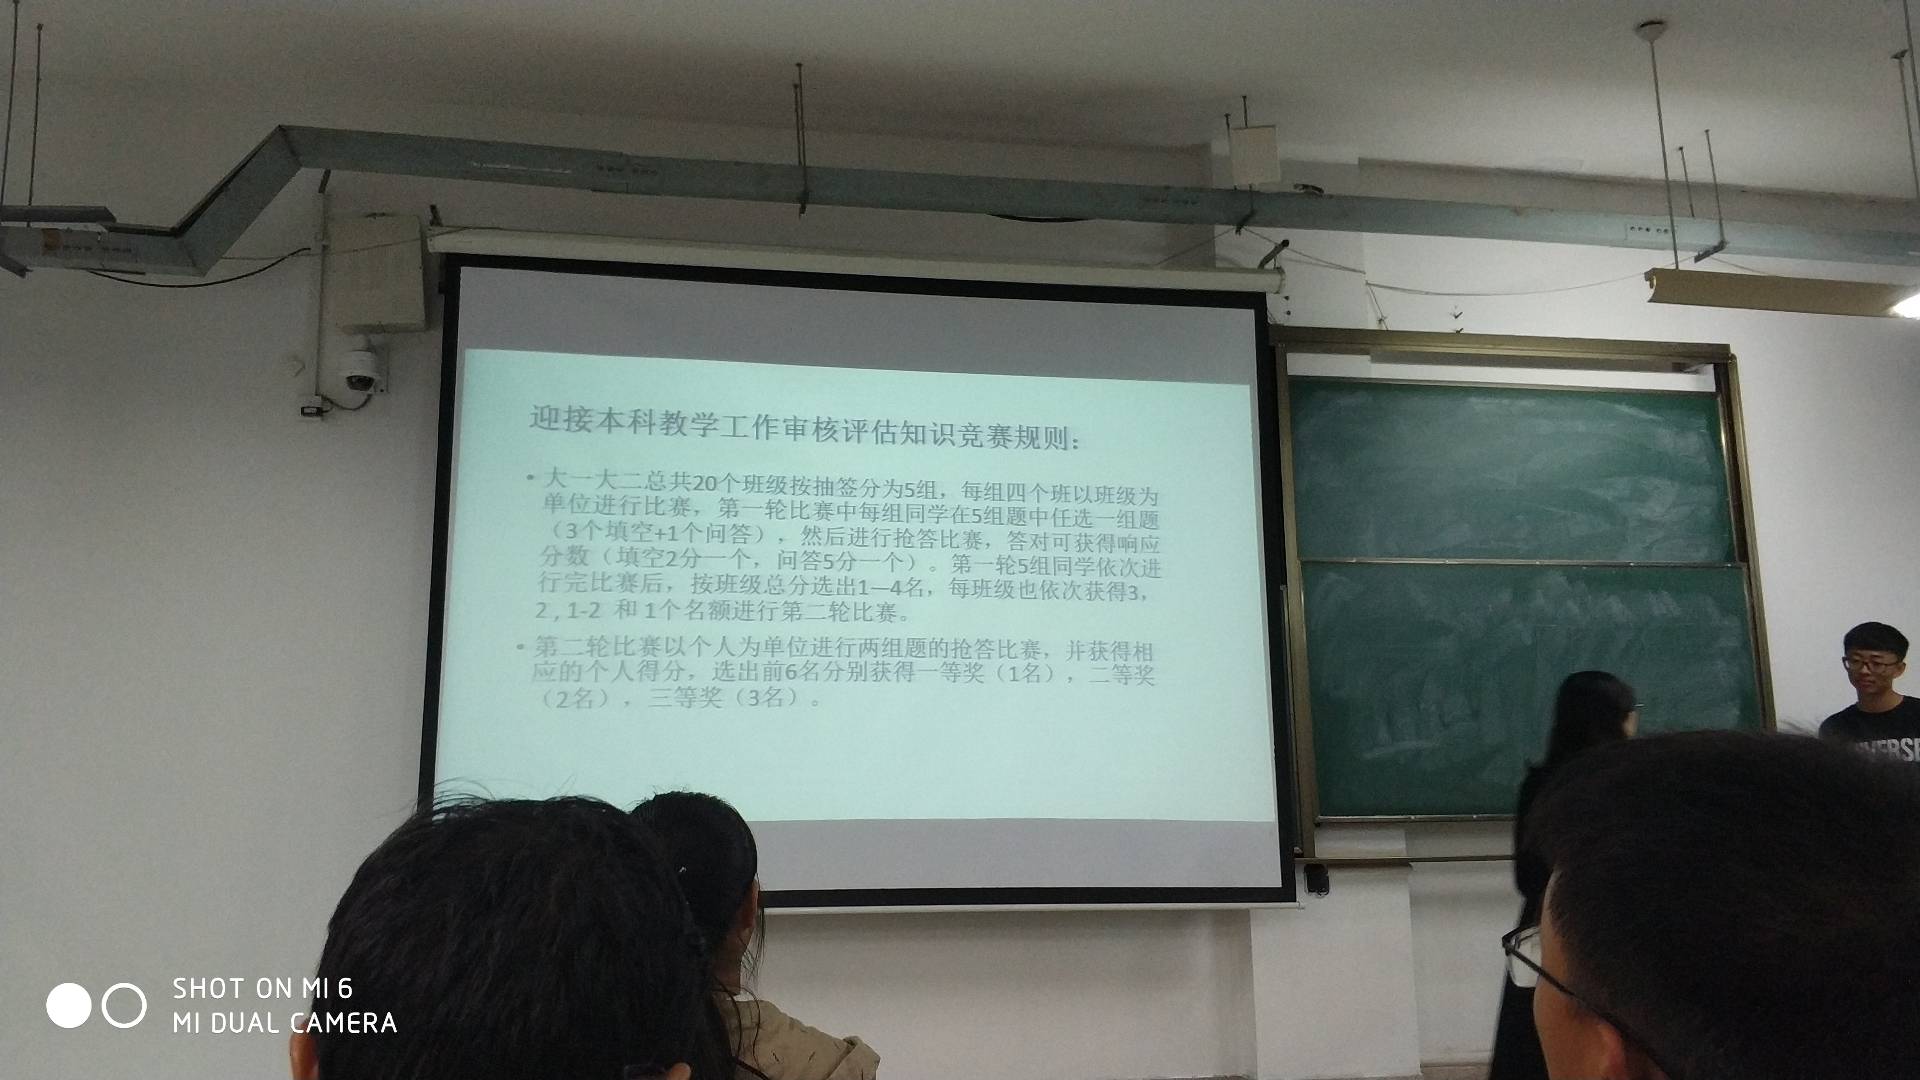 迎接本科教学工作审核评估知识竞赛规则：
• 大一大二总共20个班级按抽签分为5组，每组四个班以班级为
单位进行比赛，第一轮比赛中每组同学在5组题中任选一组题
（3个填空+1个问答），然后进行抢答比赛，答对可获得响应
分数（填空2分一个，问答5分一个）。第一轮5组同学依次进
行完比赛后，按班级总分选出1—4名，每班级也依次获得3，
2 , 1-2 和 1个名额进行第二轮比赛。
• 第二轮比赛以个人为单位进行两组题的抢答比赛，并获得相
应的个人得分，选出前6名分别获得一等奖（1名），二等奖
（2名），三等奖（3名）。
SHOT ON MI 6
MI DUAL CAMERA